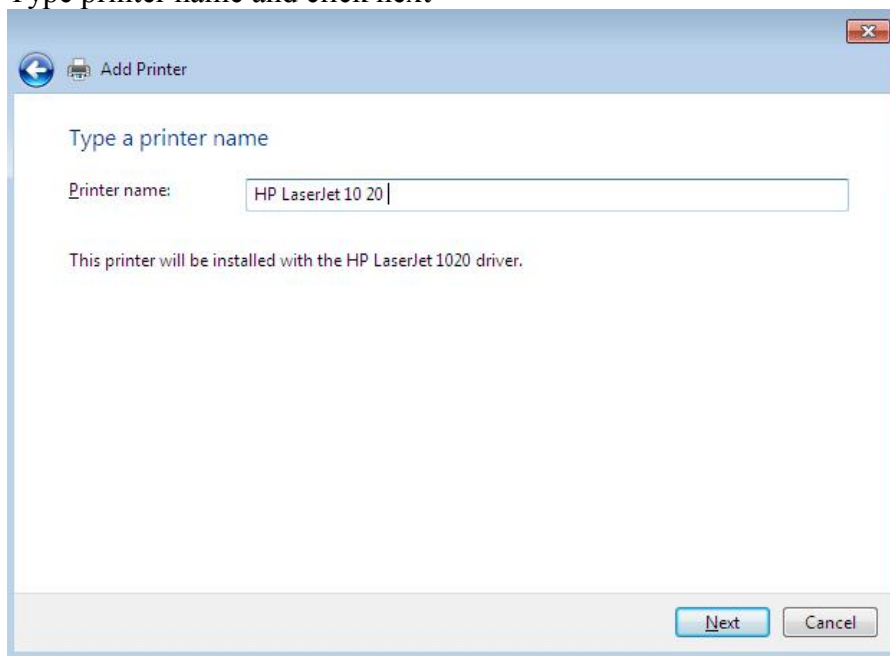 Type printer name and click next
Add Printer
Type a printer name
Printer name: HP LaserJet 10 20
This printer will be installed with the HP LaserJet 1020 driver.
Next Cancel